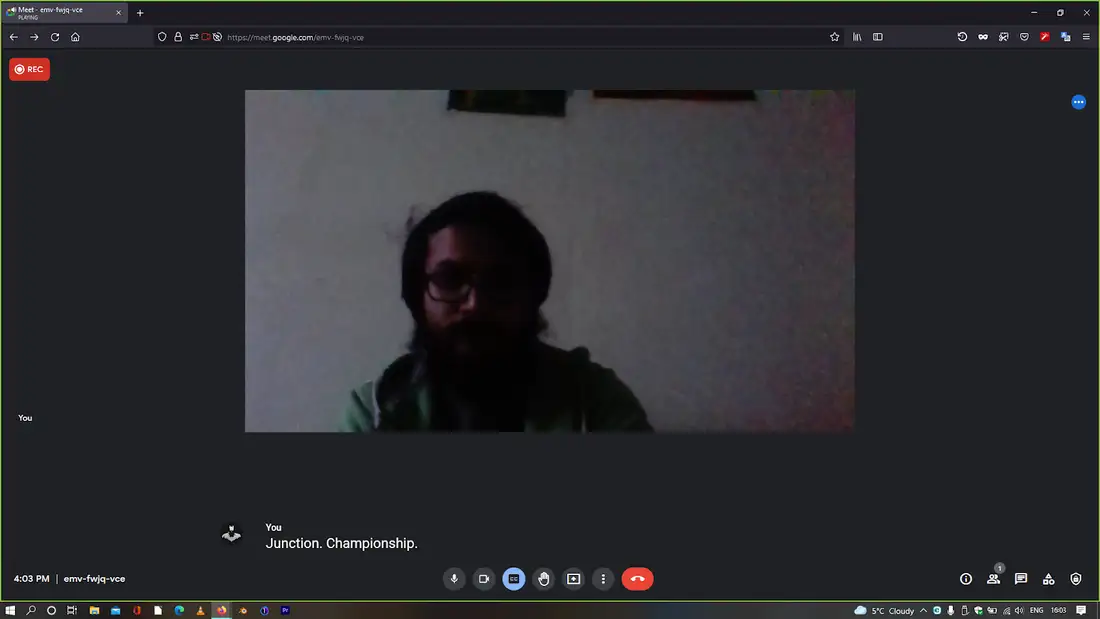 Meet - emv-fwjq-vce
PLAYING
https://meet.google.com/emv-fwjq-vce
REC
You
You
Junction. Championship.
4:03 PM | emv-fwjq-vce
CC
1
5°C Cloudy
ENG
16:03